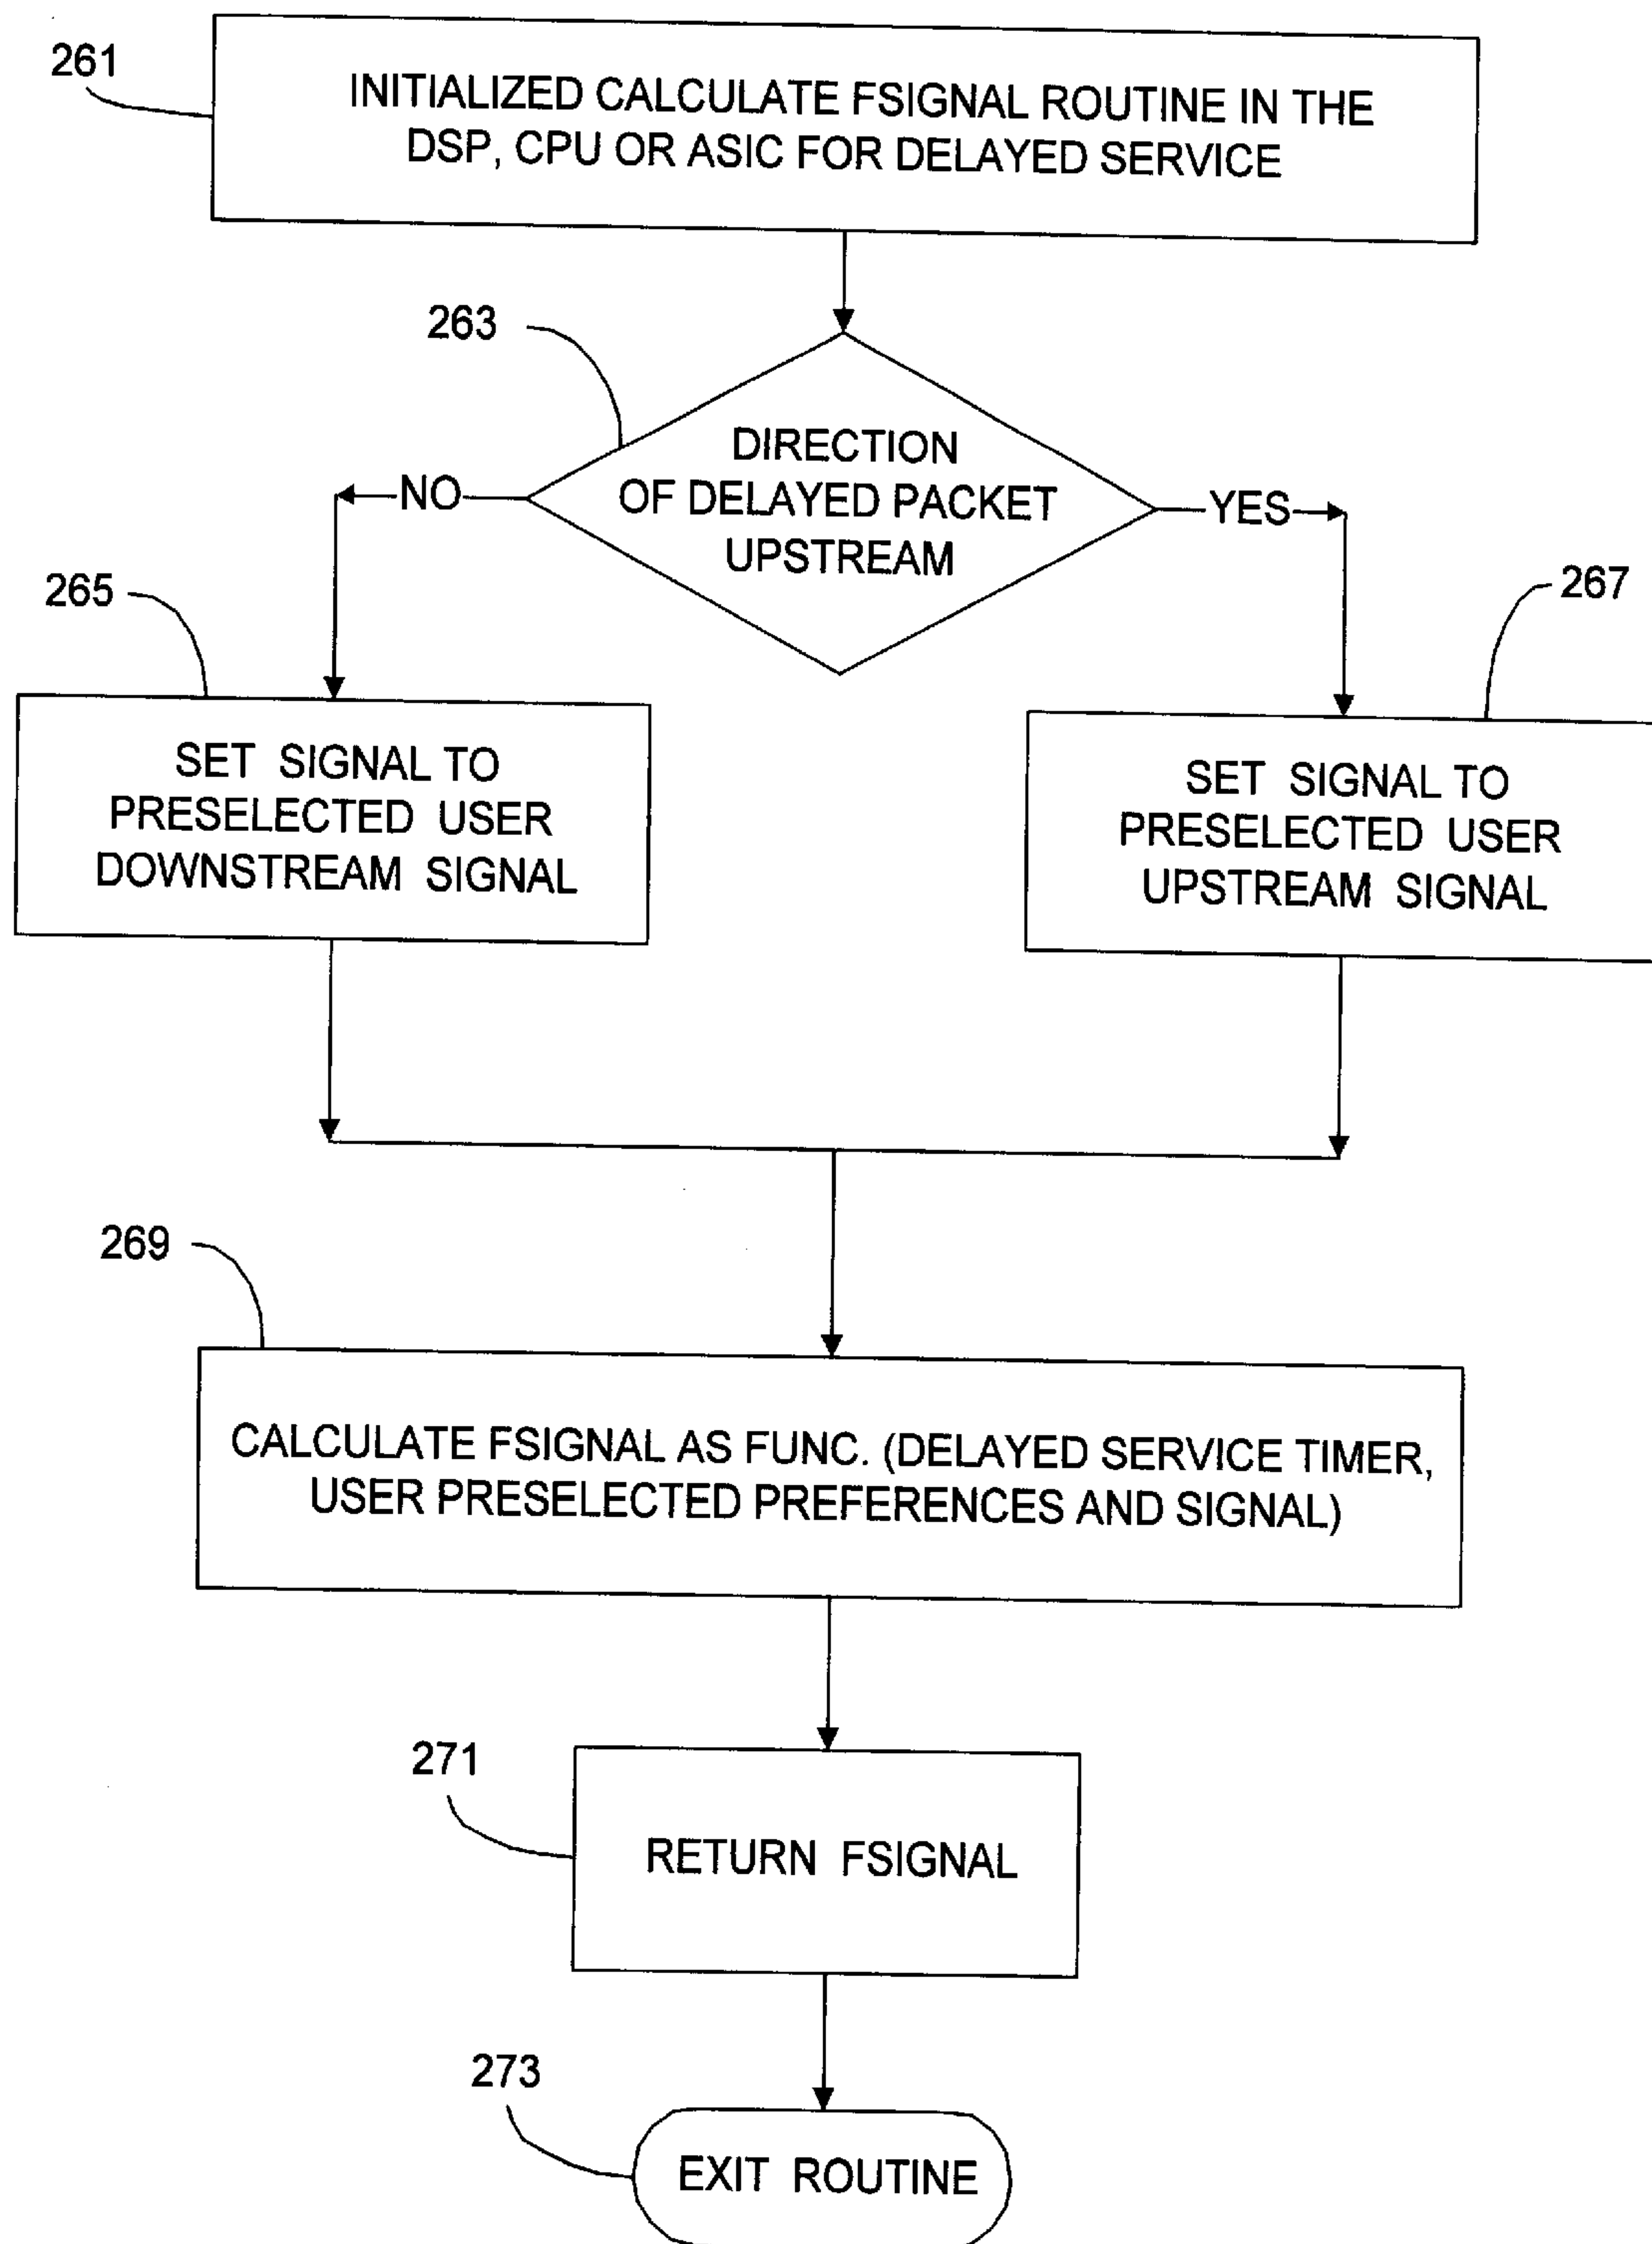 261
INITIALIZED CALCULATE FSIGNAL ROUTINE IN THE
DSP, CPU OR ASIC FOR DELAYED SERVICE
263
DIRECTION
OF DELAYED PACKET
UPSTREAM
NO
YES
265
267
SET SIGNAL TO
PRESELECTED USER
DOWNSTREAM SIGNAL
SET SIGNAL TO
PRESELECTED USER
UPSTREAM SIGNAL
269
CALCULATE FSIGNAL AS FUNC. (DELAYED SERVICE TIMER,
USER PRESELECTED PREFERENCES AND SIGNAL)
271
RETURN FSIGNAL
273
EXIT ROUTINE